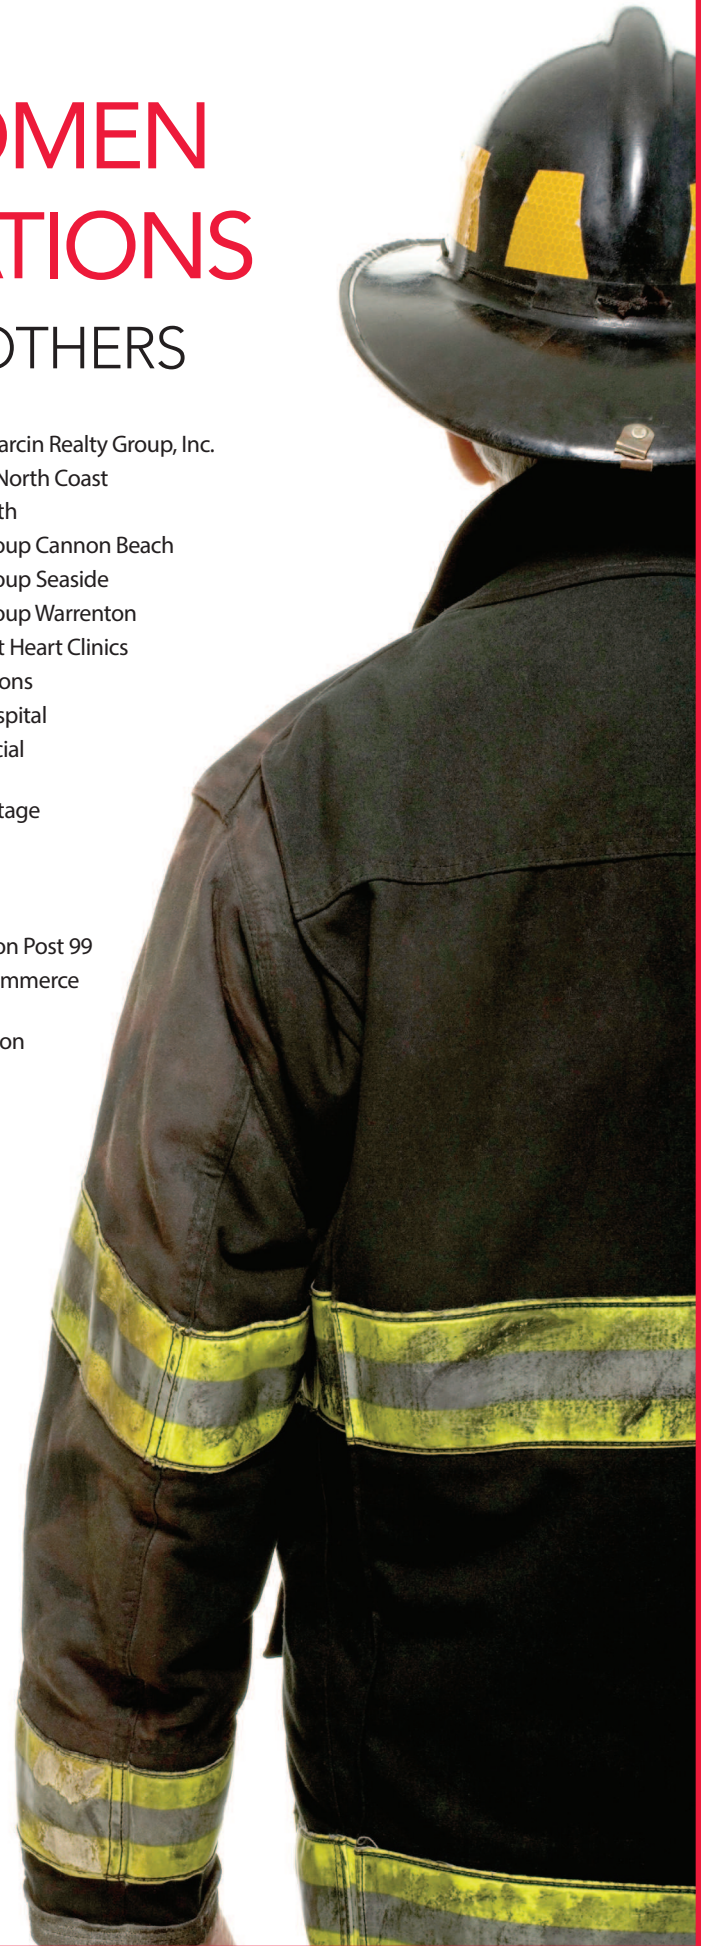 OMEN
ATIONS
OTHERS
arcin Realty Group, Inc.
North Coast
th
oup Cannon Beach
oup Seaside
oup Warrenton
t Heart Clinics
ons
spital
cial
tage
on Post 99
mmerce
on